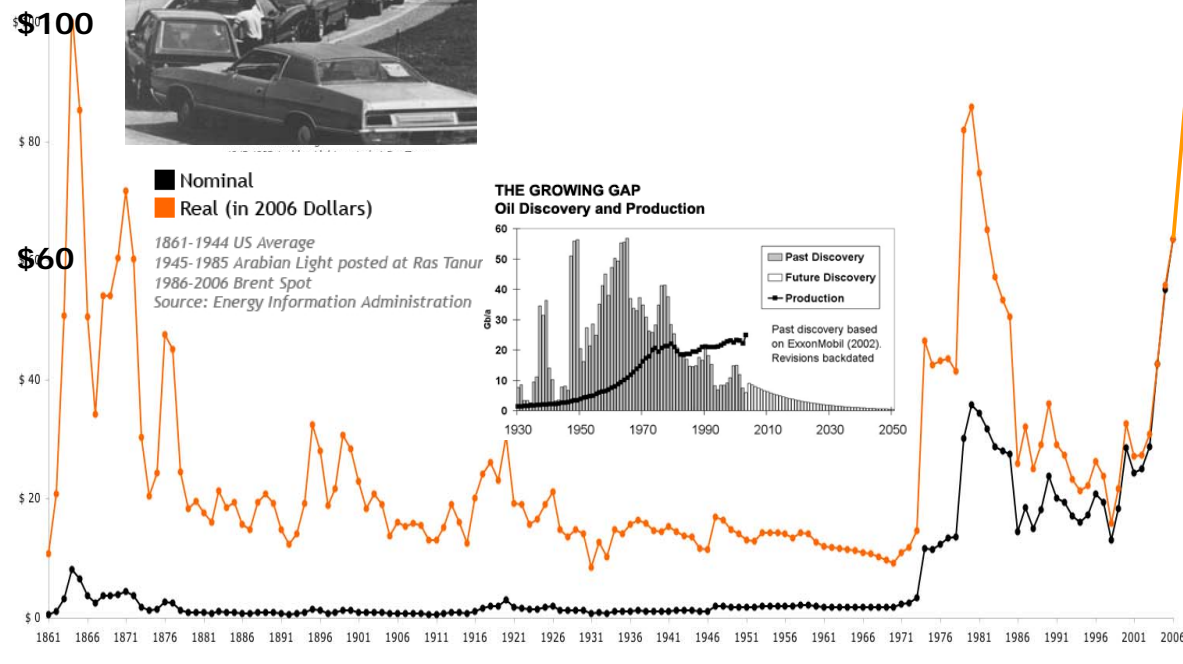 $100
Nominal
Real (in 2006 Dollars)
1861-1944 US Average
1945-1985 Arabian Light posted at Ras Tanur
1986-2006 Brent Spot
Source: Energy Information Administration
$ 80
$60
$ 40
$ 20
$ 0
1861 1866 1871 1876 1881 1886 1891 1896 1901 1906 1911 1916 1921 1926 1931 1936 1941 1946 1951 1956 1961 1966 1971 1976 1981 1986 1991 1996 2001 2006
THE GROWING GAP
Oil Discovery and Production
60
50
40
30
20
10
0
Gb/a
Past Discovery
Future Discovery
Production
Past discovery based
on ExxonMobil (2002).
Revisions backdated
1930 1950 1970 1990 2010 2030 2050